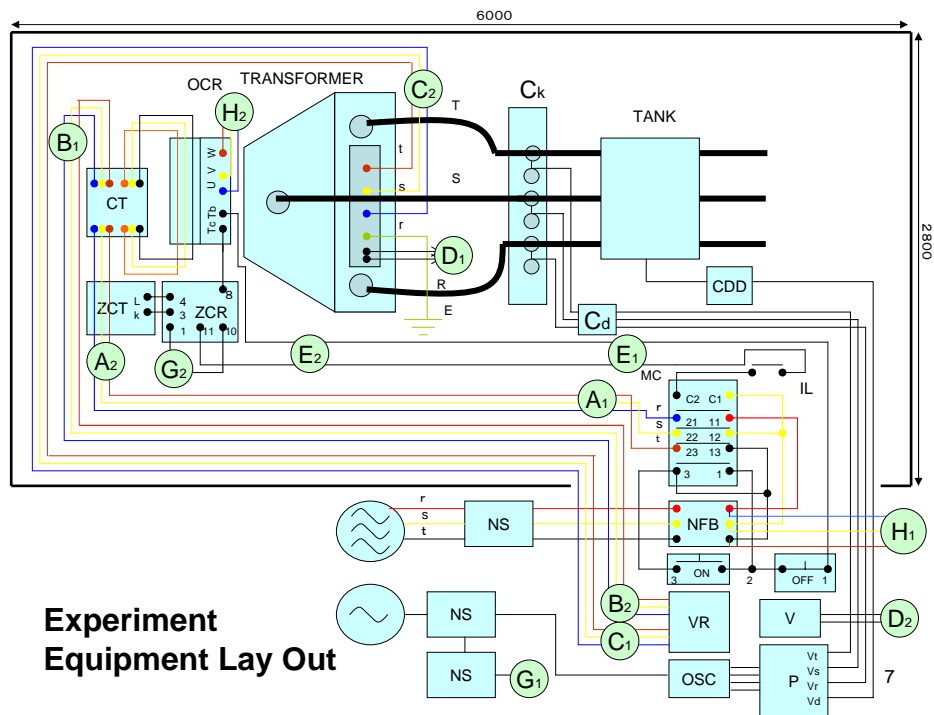 6000
2800
TRANSFORMER
OCR
H2
C2
Ck
T
TANK
B1
t
W
V
U
S
s
CT
Tb
Tc
r
D1
R
E
CDD
ZCT
L
k
4
3
1
ZCR
8
11
10
Cd
A2
G2
E2
E1
MC
IL
A1
C2
C1
r
21
11
s
22
12
t
23
13
3
1
r
s
t
NS
NFB
H1
3
ON
2
OFF
1
B2
VR
V
D2
C1
NS
Experiment
Equipment Lay Out
NS
G1
OSC
P
Vt
Vs
Vr
Vd
7